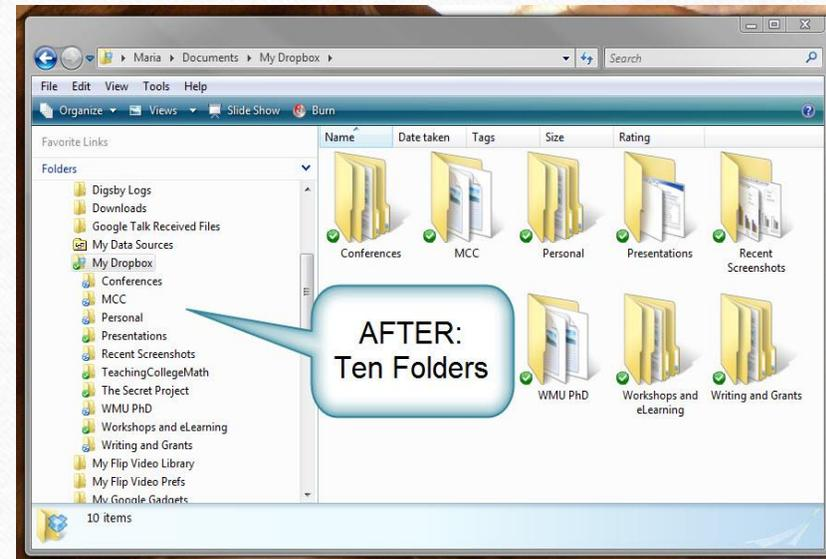 Maria ▸ Documents ▸ My Dropbox ▸
Search
File Edit View Tools Help
Organize Views Slide Show Burn
Favorite Links
Folders
Digsby Logs
Downloads
Google Talk Received Files
My Data Sources
My Dropbox
Conferences
MCC
Personal
Presentations
Recent Screenshots
TeachingCollegeMath
The Secret Project
WMU PhD
Workshops and eLearning
Writing and Grants
My Flip Video Library
My Flip Video Prefs
My Google Gadgets
Name Date taken Tags Size Rating
Conferences
MCC
Personal
Presentations
Recent
Screenshots
AFTER:
Ten Folders
WMU PhD
Workshops and
eLearning
Writing and Grants
10 items